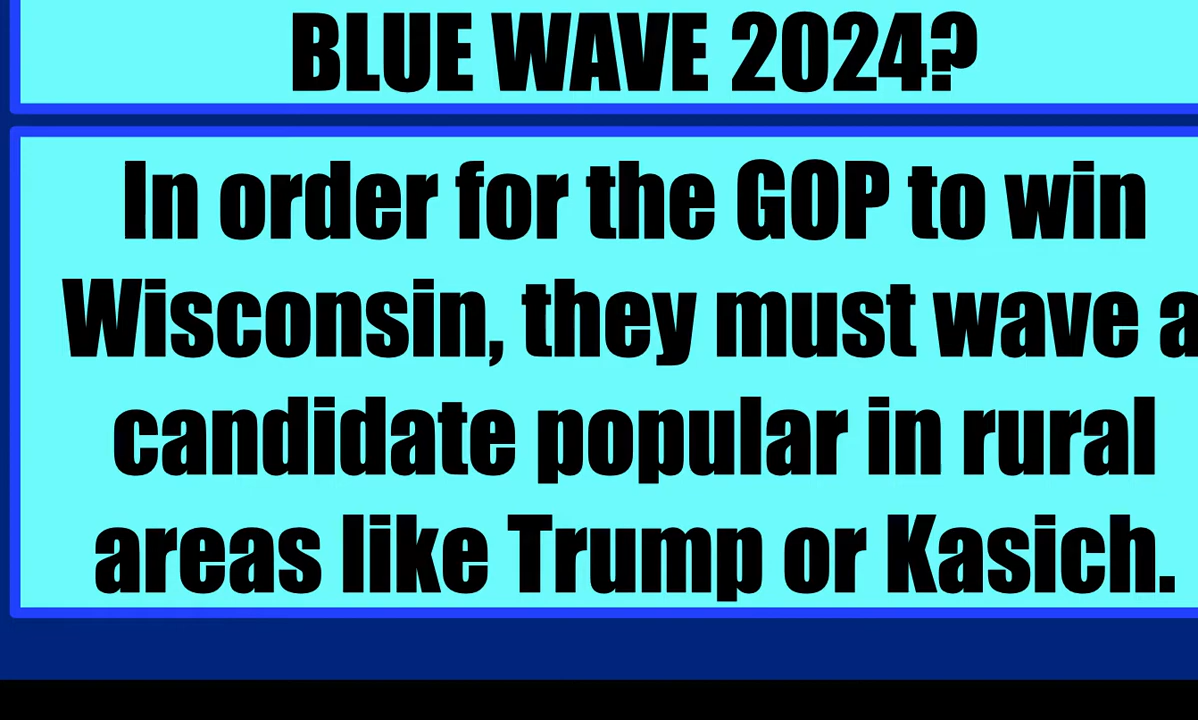 BLUE WAVE 2024?
In order for the GOP to win
Wisconsin, they must wave a
candidate popular in rural
areas like Trump or Kasich.